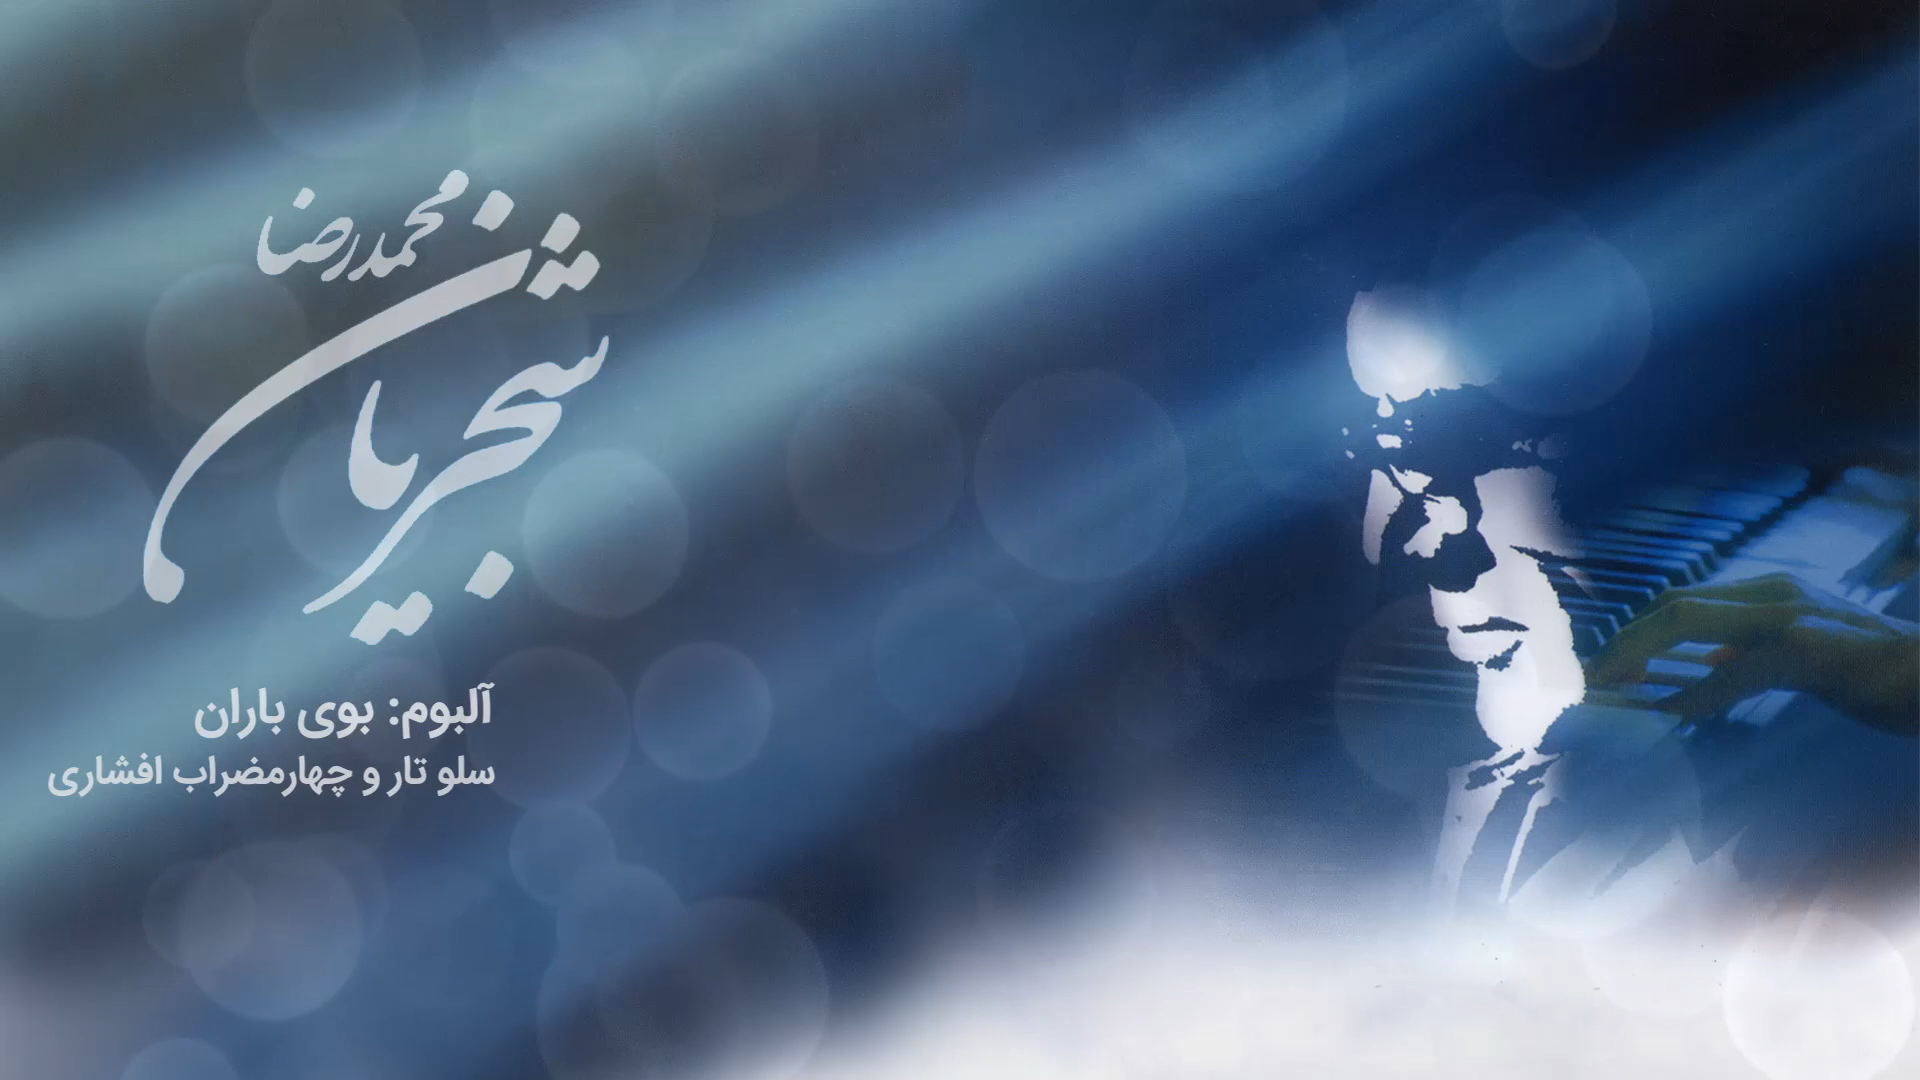 محمدرضا
شجریان
آلبوم: بوی باران
سلو تار و چهارمضراب افشاری